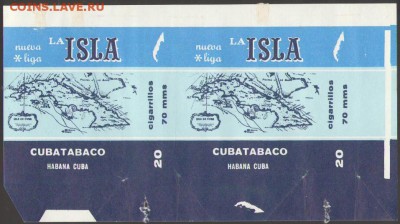 COINS.LAVE.RU
LA ISLA
nueva
* liga
LA ISLA
nueva
* liga
cigarrillos
70 mms
cigarrillos
70 mms
CUBATABACO
20
CUBATABACO
20
HABANA CUBA
HABANA CUBA